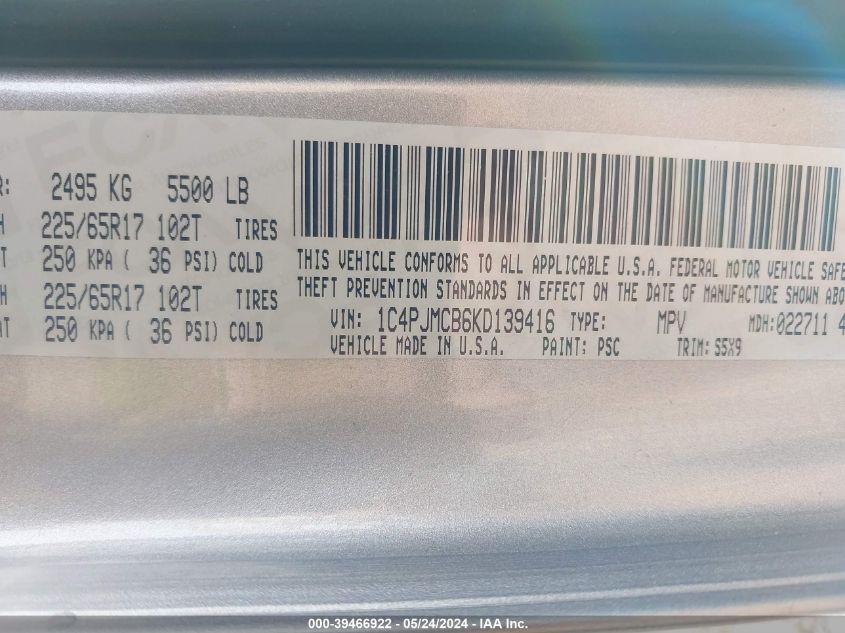 R: 2495 KG 5500 LB
H 225/65R17 102T TIRES
T 250 KPA ( 36 PSI) COLD
H 225/65R17 102T TIRES
AT 250 KPA ( 36 PSI) COLD
THIS VEHICLE CONFORMS TO ALL APPLICABLE U.S.A. FEDERAL MOTOR VEHICLE SAFE
THEFT PREVENTION STANDARDS IN EFFECT ON THE DATE OF MANUFACTURE SHOWN ABO
VIN: 1C4PJMCB6KD139416 TYPE: MPV MDH:022711 4
VEHICLE MADE IN U.S.A. PAINT: PSC TRIM: S5X9
000-39466922 / 05/24/2024 - IAA Inc.